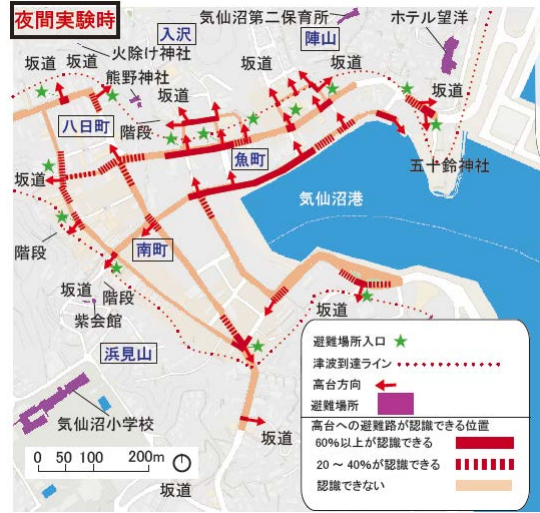 夜間実験時
入沢
気仙沼第二保育所
ホテル望洋
火除け神社
陣山
坂道
坂道
坂道
坂道
熊野神社
坂道
八日町
階段
魚町
五十鈴神社
坂道
気仙沼港
階段
南町
坂道
階段
坂道
紫会館
浜見山
避難場所入口
津波到達ライン
高台方向
避難場所
高台への避難路が認識できる位置
60%以上が認識できる
20 ~ 40%が認識できる
認識できない
気仙沼小学校
坂道
0 50 100 200m
坂道